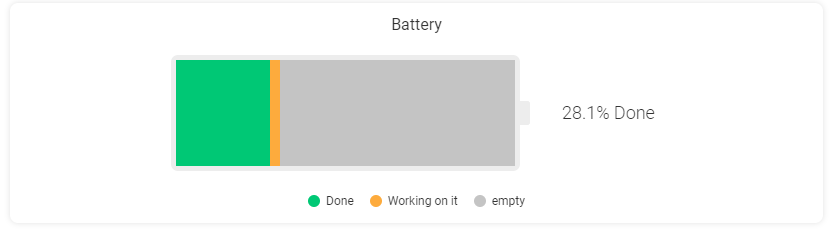 Battery
28.1% Done
Done
Working on it
empty